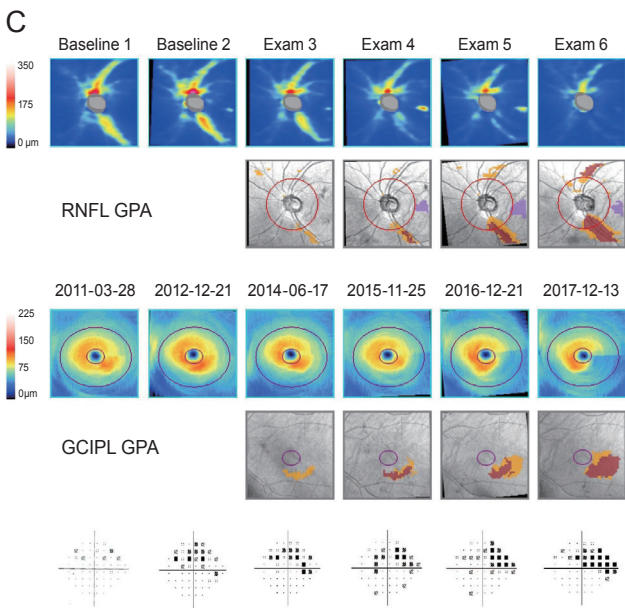 C
Baseline 1 Baseline 2 Exam 3 Exam 4 Exam 5 Exam 6
350
175
0 µm
RNFL GPA
2011-03-28 2012-12-21 2014-06-17 2015-11-25 2016-12-21 2017-12-13
225
150
75
0µm
GCIPL GPA